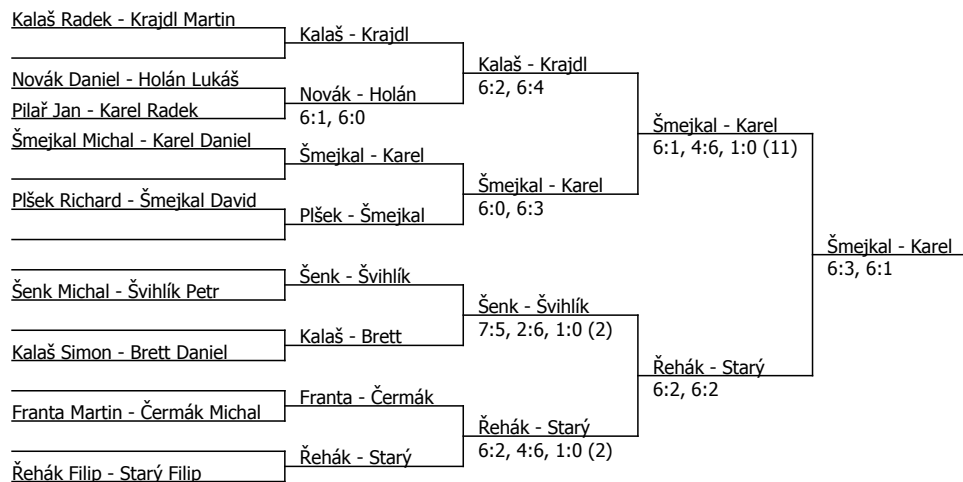 Kalaš Radek - Krajdl Martin
Novák Daniel - Holán Lukáš
Pilař Jan - Karel Radek
Šmejkal Michal - Karel Daniel
Plšek Richard - Šmejkal David
Šenk Michal - Švihlík Petr
Kalaš Simon - Brett Daniel
Franta Martin - Čermák Michal
Řehák Filip - Starý Filip
Kalaš - Krajdl
Novák - Holán
6:1, 6:0
Šmejkal - Karel
Plšek - Šmejkal
Šenk - Švihlík
Kalaš - Brett
Franta - Čermák
Řehák - Starý
Kalaš - Krajdl
6:2, 6:4
Šmejkal - Karel
6:0, 6:3
Šenk - Švihlík
7:5, 2:6, 1:0 (2)
Řehák - Starý
6:2, 4:6, 1:0 (2)
Šmejkal - Karel
6:1, 4:6, 1:0 (11)
Řehák - Starý
6:2, 6:2
Šmejkal - Karel
6:3, 6:1